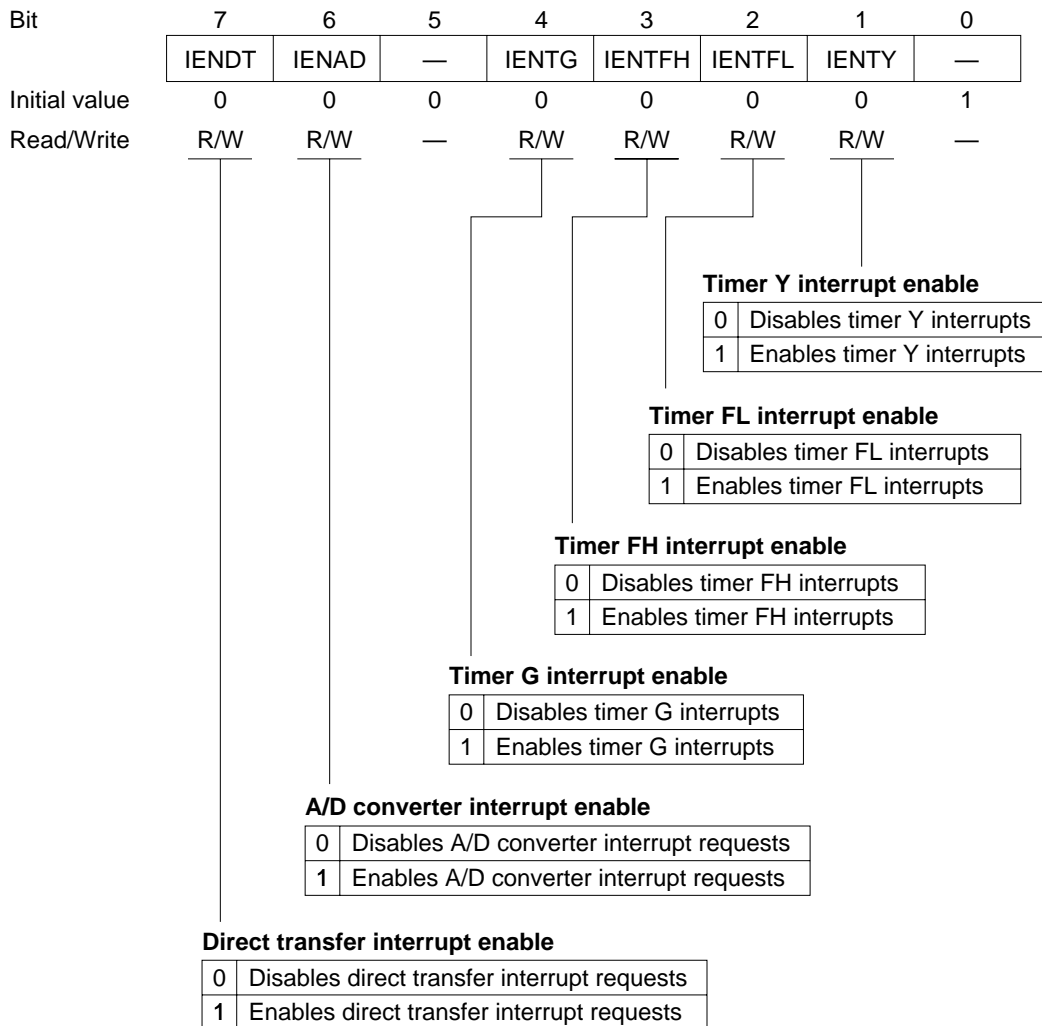 Bit 7 6 5 4 3 2 1 0
IENDT IENAD — IENTG IENTFH IENTFL IENTY —
Initial value 0 0 0 0 0 0 0 1
Read/Write R/W R/W — R/W R/W R/W R/W —
Timer Y interrupt enable
0 Disables timer Y interrupts
1 Enables timer Y interrupts
Timer FL interrupt enable
0 Disables timer FL interrupts
1 Enables timer FL interrupts
Timer FH interrupt enable
0 Disables timer FH interrupts
1 Enables timer FH interrupts
Timer G interrupt enable
0 Disables timer G interrupts
1 Enables timer G interrupts
A/D converter interrupt enable
0 Disables A/D converter interrupt requests
1 Enables A/D converter interrupt requests
Direct transfer interrupt enable
0 Disables direct transfer interrupt requests
1 Enables direct transfer interrupt requests